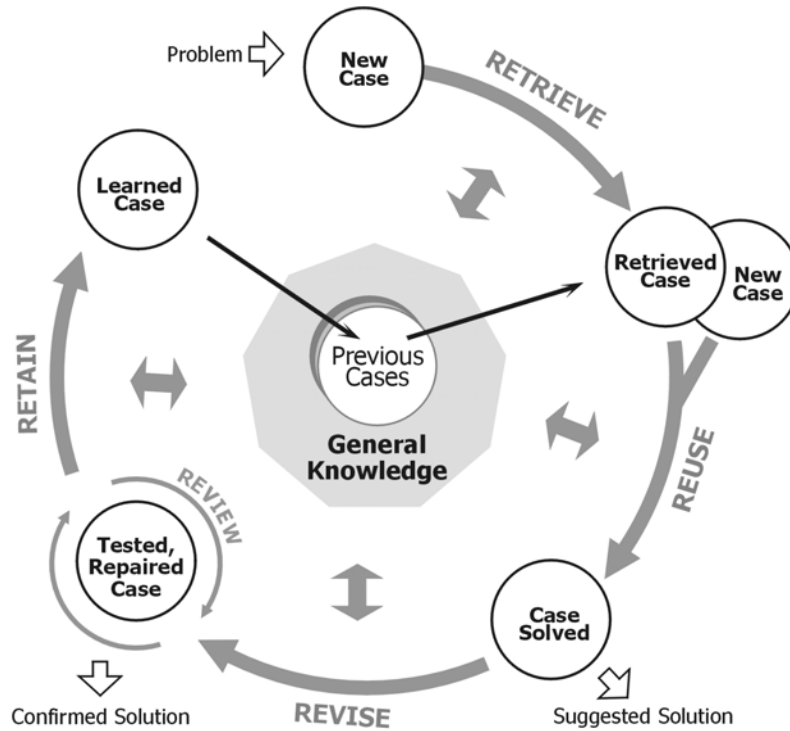 Problem
New
Case
RETRIEVE
Learned
Case
Retrieved
Case
New
Case
Previous
Cases
General
Knowledge
RETAIN
REUSE
REVIEW
Tested,
Repaired
Case
Case
Solved
REVISE
Confirmed Solution
Suggested Solution